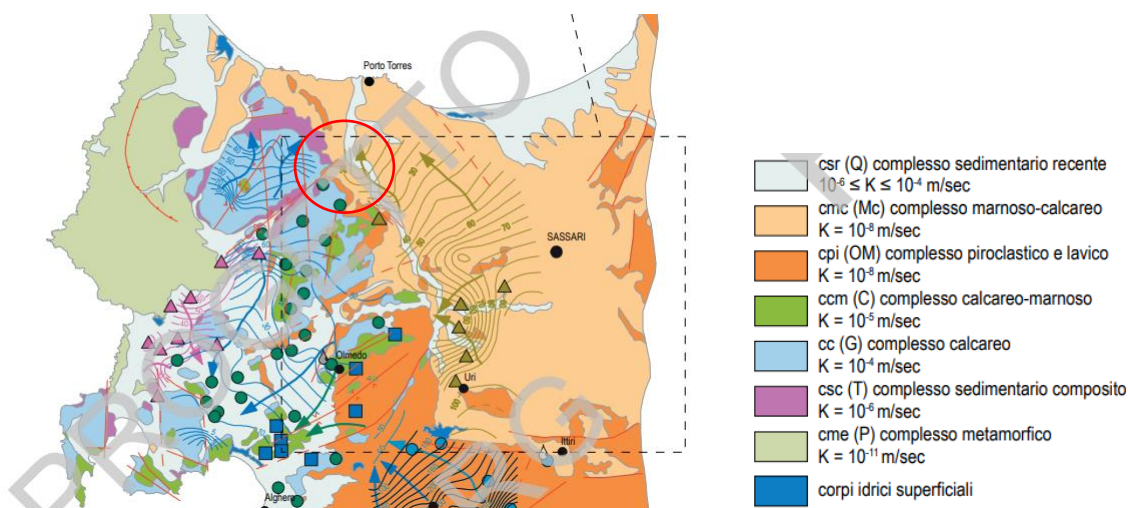 Porto Torres
SASSARI
Olmedo
Uri
Ittiri
Alghero
csr (Q) complesso sedimentario recente
10⁻⁶ ≤ K ≤ 10⁻⁴ m/sec
cmc (Mc) complesso marnoso-calcareo
K = 10⁻⁸ m/sec
cpi (OM) complesso piroclastico e lavico
K = 10⁻⁸ m/sec
ccm (C) complesso calcareo-marnoso
K = 10⁻⁵ m/sec
cc (G) complesso calcareo
K = 10⁻⁴ m/sec
csc (T) complesso sedimentario composito
K = 10⁻⁶ m/sec
cme (P) complesso metamorfico
K = 10⁻¹¹ m/sec
corpi idrici superficiali